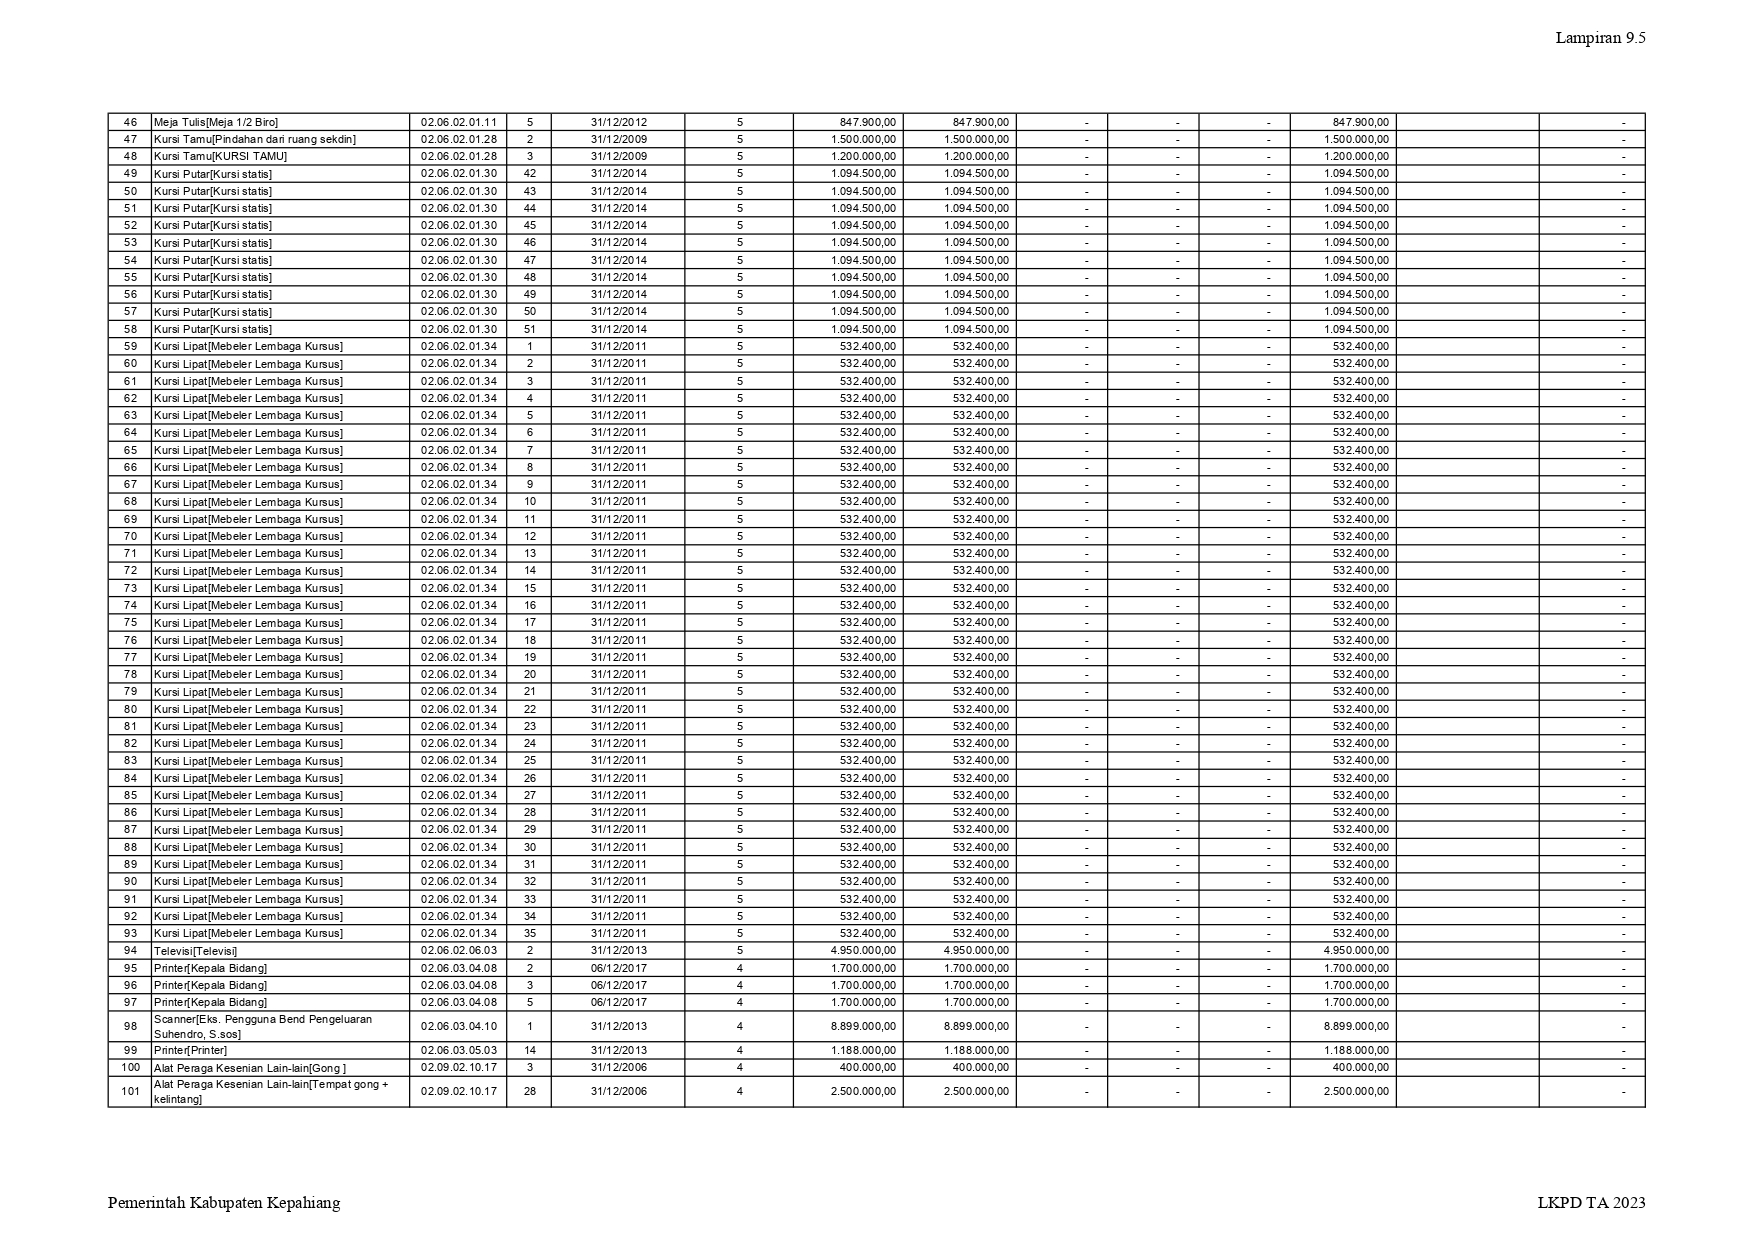 Lampiran 9.5
46 Meja Tulis[Meja 1/2 Biro] 02.06.02.01.11 5 31/12/2012 5 847.900,00 847.900,00 - - - 847.900,00 -
47 Kursi Tamu[Pindahan dari ruang sekdin] 02.06.02.01.28 2 31/12/2009 5 1.500.000,00 1.500.000,00 - - - 1.500.000,00 -
48 Kursi Tamu[KURSI TAMU] 02.06.02.01.28 3 31/12/2009 5 1.200.000,00 1.200.000,00 - - - 1.200.000,00 -
49 Kursi Putar[Kursi statis] 02.06.02.01.30 42 31/12/2014 5 1.094.500,00 1.094.500,00 - - - 1.094.500,00 -
50 Kursi Putar[Kursi statis] 02.06.02.01.30 43 31/12/2014 5 1.094.500,00 1.094.500,00 - - - 1.094.500,00 -
51 Kursi Putar[Kursi statis] 02.06.02.01.30 44 31/12/2014 5 1.094.500,00 1.094.500,00 - - - 1.094.500,00 -
52 Kursi Putar[Kursi statis] 02.06.02.01.30 45 31/12/2014 5 1.094.500,00 1.094.500,00 - - - 1.094.500,00 -
53 Kursi Putar[Kursi statis] 02.06.02.01.30 46 31/12/2014 5 1.094.500,00 1.094.500,00 - - - 1.094.500,00 -
54 Kursi Putar[Kursi statis] 02.06.02.01.30 47 31/12/2014 5 1.094.500,00 1.094.500,00 - - - 1.094.500,00 -
55 Kursi Putar[Kursi statis] 02.06.02.01.30 48 31/12/2014 5 1.094.500,00 1.094.500,00 - - - 1.094.500,00 -
56 Kursi Putar[Kursi statis] 02.06.02.01.30 49 31/12/2014 5 1.094.500,00 1.094.500,00 - - - 1.094.500,00 -
57 Kursi Putar[Kursi statis] 02.06.02.01.30 50 31/12/2014 5 1.094.500,00 1.094.500,00 - - - 1.094.500,00 -
58 Kursi Putar[Kursi statis] 02.06.02.01.30 51 31/12/2014 5 1.094.500,00 1.094.500,00 - - - 1.094.500,00 -
59 Kursi Lipat[Mebeler Lembaga Kursus] 02.06.02.01.34 1 31/12/2011 5 532.400,00 532.400,00 - - - 532.400,00 -
60 Kursi Lipat[Mebeler Lembaga Kursus] 02.06.02.01.34 2 31/12/2011 5 532.400,00 532.400,00 - - - 532.400,00 -
61 Kursi Lipat[Mebeler Lembaga Kursus] 02.06.02.01.34 3 31/12/2011 5 532.400,00 532.400,00 - - - 532.400,00 -
62 Kursi Lipat[Mebeler Lembaga Kursus] 02.06.02.01.34 4 31/12/2011 5 532.400,00 532.400,00 - - - 532.400,00 -
63 Kursi Lipat[Mebeler Lembaga Kursus] 02.06.02.01.34 5 31/12/2011 5 532.400,00 532.400,00 - - - 532.400,00 -
64 Kursi Lipat[Mebeler Lembaga Kursus] 02.06.02.01.34 6 31/12/2011 5 532.400,00 532.400,00 - - - 532.400,00 -
65 Kursi Lipat[Mebeler Lembaga Kursus] 02.06.02.01.34 7 31/12/2011 5 532.400,00 532.400,00 - - - 532.400,00 -
66 Kursi Lipat[Mebeler Lembaga Kursus] 02.06.02.01.34 8 31/12/2011 5 532.400,00 532.400,00 - - - 532.400,00 -
67 Kursi Lipat[Mebeler Lembaga Kursus] 02.06.02.01.34 9 31/12/2011 5 532.400,00 532.400,00 - - - 532.400,00 -
68 Kursi Lipat[Mebeler Lembaga Kursus] 02.06.02.01.34 10 31/12/2011 5 532.400,00 532.400,00 - - - 532.400,00 -
69 Kursi Lipat[Mebeler Lembaga Kursus] 02.06.02.01.34 11 31/12/2011 5 532.400,00 532.400,00 - - - 532.400,00 -
70 Kursi Lipat[Mebeler Lembaga Kursus] 02.06.02.01.34 12 31/12/2011 5 532.400,00 532.400,00 - - - 532.400,00 -
71 Kursi Lipat[Mebeler Lembaga Kursus] 02.06.02.01.34 13 31/12/2011 5 532.400,00 532.400,00 - - - 532.400,00 -
72 Kursi Lipat[Mebeler Lembaga Kursus] 02.06.02.01.34 14 31/12/2011 5 532.400,00 532.400,00 - - - 532.400,00 -
73 Kursi Lipat[Mebeler Lembaga Kursus] 02.06.02.01.34 15 31/12/2011 5 532.400,00 532.400,00 - - - 532.400,00 -
74 Kursi Lipat[Mebeler Lembaga Kursus] 02.06.02.01.34 16 31/12/2011 5 532.400,00 532.400,00 - - - 532.400,00 -
75 Kursi Lipat[Mebeler Lembaga Kursus] 02.06.02.01.34 17 31/12/2011 5 532.400,00 532.400,00 - - - 532.400,00 -
76 Kursi Lipat[Mebeler Lembaga Kursus] 02.06.02.01.34 18 31/12/2011 5 532.400,00 532.400,00 - - - 532.400,00 -
77 Kursi Lipat[Mebeler Lembaga Kursus] 02.06.02.01.34 19 31/12/2011 5 532.400,00 532.400,00 - - - 532.400,00 -
78 Kursi Lipat[Mebeler Lembaga Kursus] 02.06.02.01.34 20 31/12/2011 5 532.400,00 532.400,00 - - - 532.400,00 -
79 Kursi Lipat[Mebeler Lembaga Kursus] 02.06.02.01.34 21 31/12/2011 5 532.400,00 532.400,00 - - - 532.400,00 -
80 Kursi Lipat[Mebeler Lembaga Kursus] 02.06.02.01.34 22 31/12/2011 5 532.400,00 532.400,00 - - - 532.400,00 -
81 Kursi Lipat[Mebeler Lembaga Kursus] 02.06.02.01.34 23 31/12/2011 5 532.400,00 532.400,00 - - - 532.400,00 -
82 Kursi Lipat[Mebeler Lembaga Kursus] 02.06.02.01.34 24 31/12/2011 5 532.400,00 532.400,00 - - - 532.400,00 -
83 Kursi Lipat[Mebeler Lembaga Kursus] 02.06.02.01.34 25 31/12/2011 5 532.400,00 532.400,00 - - - 532.400,00 -
84 Kursi Lipat[Mebeler Lembaga Kursus] 02.06.02.01.34 26 31/12/2011 5 532.400,00 532.400,00 - - - 532.400,00 -
85 Kursi Lipat[Mebeler Lembaga Kursus] 02.06.02.01.34 27 31/12/2011 5 532.400,00 532.400,00 - - - 532.400,00 -
86 Kursi Lipat[Mebeler Lembaga Kursus] 02.06.02.01.34 28 31/12/2011 5 532.400,00 532.400,00 - - - 532.400,00 -
87 Kursi Lipat[Mebeler Lembaga Kursus] 02.06.02.01.34 29 31/12/2011 5 532.400,00 532.400,00 - - - 532.400,00 -
88 Kursi Lipat[Mebeler Lembaga Kursus] 02.06.02.01.34 30 31/12/2011 5 532.400,00 532.400,00 - - - 532.400,00 -
89 Kursi Lipat[Mebeler Lembaga Kursus] 02.06.02.01.34 31 31/12/2011 5 532.400,00 532.400,00 - - - 532.400,00 -
90 Kursi Lipat[Mebeler Lembaga Kursus] 02.06.02.01.34 32 31/12/2011 5 532.400,00 532.400,00 - - - 532.400,00 -
91 Kursi Lipat[Mebeler Lembaga Kursus] 02.06.02.01.34 33 31/12/2011 5 532.400,00 532.400,00 - - - 532.400,00 -
92 Kursi Lipat[Mebeler Lembaga Kursus] 02.06.02.01.34 34 31/12/2011 5 532.400,00 532.400,00 - - - 532.400,00 -
93 Kursi Lipat[Mebeler Lembaga Kursus] 02.06.02.01.34 35 31/12/2011 5 532.400,00 532.400,00 - - - 532.400,00 -
94 Televisi[Televisi] 02.06.02.06.03 2 31/12/2013 5 4.950.000,00 4.950.000,00 - - - 4.950.000,00 -
95 Printer[Kepala Bidang] 02.06.03.04.08 2 06/12/2017 4 1.700.000,00 1.700.000,00 - - - 1.700.000,00 -
96 Printer[Kepala Bidang] 02.06.03.04.08 3 06/12/2017 4 1.700.000,00 1.700.000,00 - - - 1.700.000,00 -
97 Printer[Kepala Bidang] 02.06.03.04.08 5 06/12/2017 4 1.700.000,00 1.700.000,00 - - - 1.700.000,00 -
Scanner[Eks. Pengguna Bend Pengeluaran
98 02.06.03.04.10 1 31/12/2013 4 8.899.000,00 8.899.000,00 - - - 8.899.000,00 -
Suhendro, S.sos]
99 Printer[Printer] 02.06.03.05.03 14 31/12/2013 4 1.188.000,00 1.188.000,00 - - - 1.188.000,00 -
100 Alat Peraga Kesenian Lain-lain[Gong ] 02.09.02.10.17 3 31/12/2006 4 400.000,00 400.000,00 - - - 400.000,00 -
Alat Peraga Kesenian Lain-lain[Tempat gong +
101 02.09.02.10.17 28 31/12/2006 4 2.500.000,00 2.500.000,00 - - - 2.500.000,00 -
kelintang]
Pemerintah Kabupaten Kepahiang LKPD TA 2023